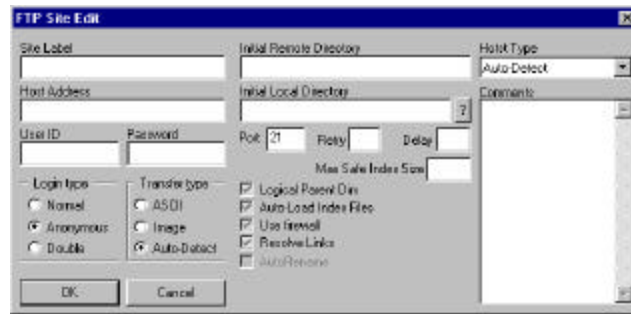 FTP Site Edit
Site Label
Initial Remote Directory
Hotst Type
Auto-Detect
Host Address
Initial Local Directory
?
Comments
User ID
Password
Port 21
Retry
Delay
Max Safe Index Size
Login type
Normal
Anonymous
Double
Transfer type
ASCII
Image
Auto-Detect
Logical Parent Dirs
Auto-Load Index Files
Use firewall
Resolve Links
AutoRename
OK
Cancel